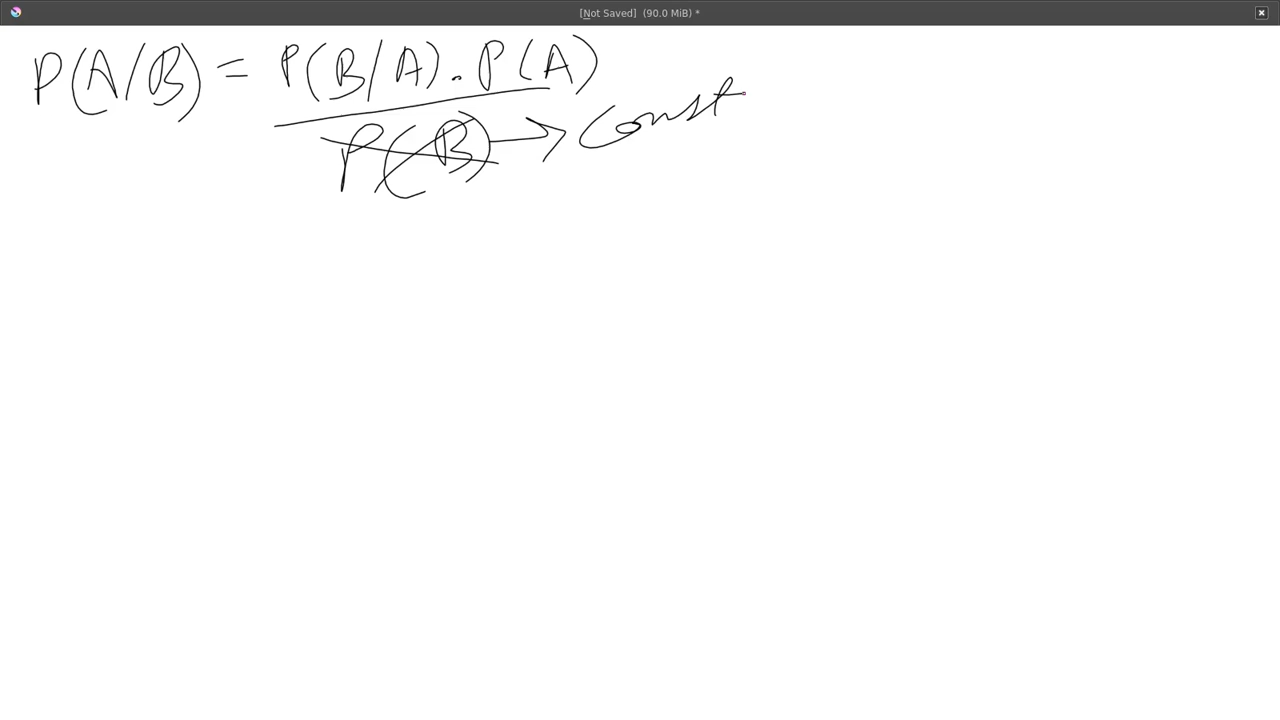 [Not Saved] (90.0 MiB) *
P(A/B) = P(B/A) . P(A)
P(B) → Const